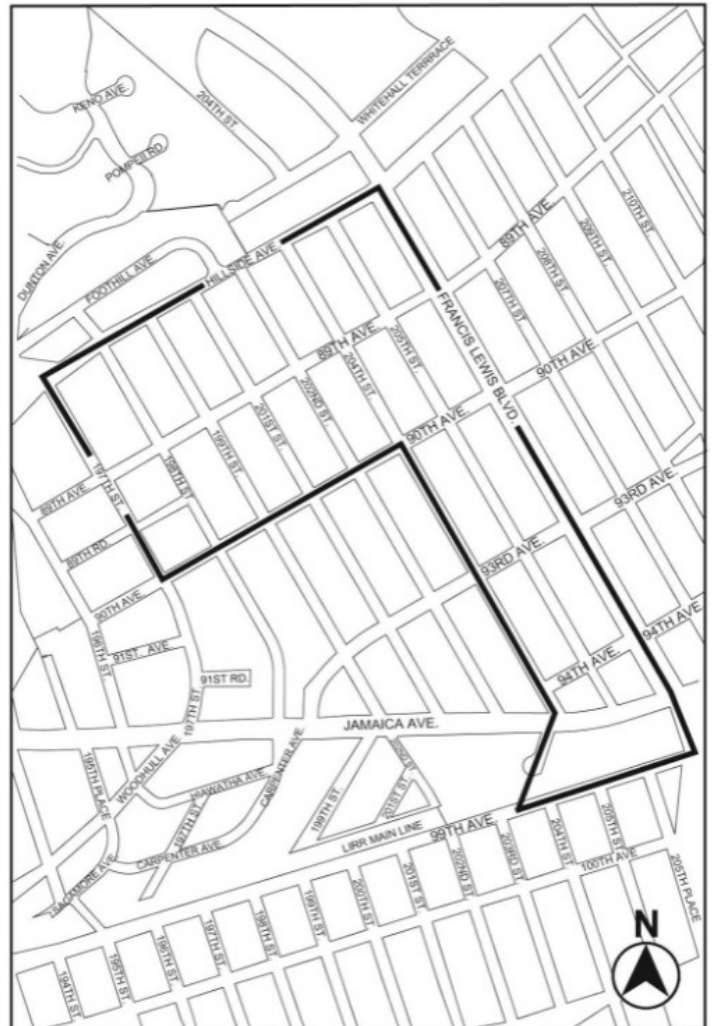 WHITEHALL TERRRACE
KENO AVE.
204TH ST.
POMPEII RD.
210TH ST.
89TH AVE.
209TH ST.
208TH ST.
DUNTON AVE.
FOOTHILL AVE.
HILLSIDE AVE.
207TH ST.
FRANCIS LEWIS BLVD.
89TH AVE.
205TH ST.
204TH ST.
90TH AVE.
202ND ST.
201ST ST.
90TH AVE.
199TH ST.
198TH ST.
197TH ST.
89TH AVE.
93RD AVE.
89TH RD.
93RD AVE.
90TH AVE.
94TH AVE.
196TH ST.
91ST AVE.
91ST RD.
94TH AVE.
197TH ST.
JAMAICA AVE.
WOODHULL AVE.
CARPENTER AVE.
202ND ST.
195TH PLACE
HIAWATHA AVE.
201ST ST.
199TH ST.
197TH ST.
99TH AVE.
LIRR MAIN LINE
205TH ST.
204TH ST.
203RD ST.
CARPENTER AVE.
100TH AVE
202ND ST.
201ST ST.
205TH PLACE
200TH ST.
199TH ST.
198TH ST.
197TH ST.
196TH ST.
195TH ST.
194TH ST.
N